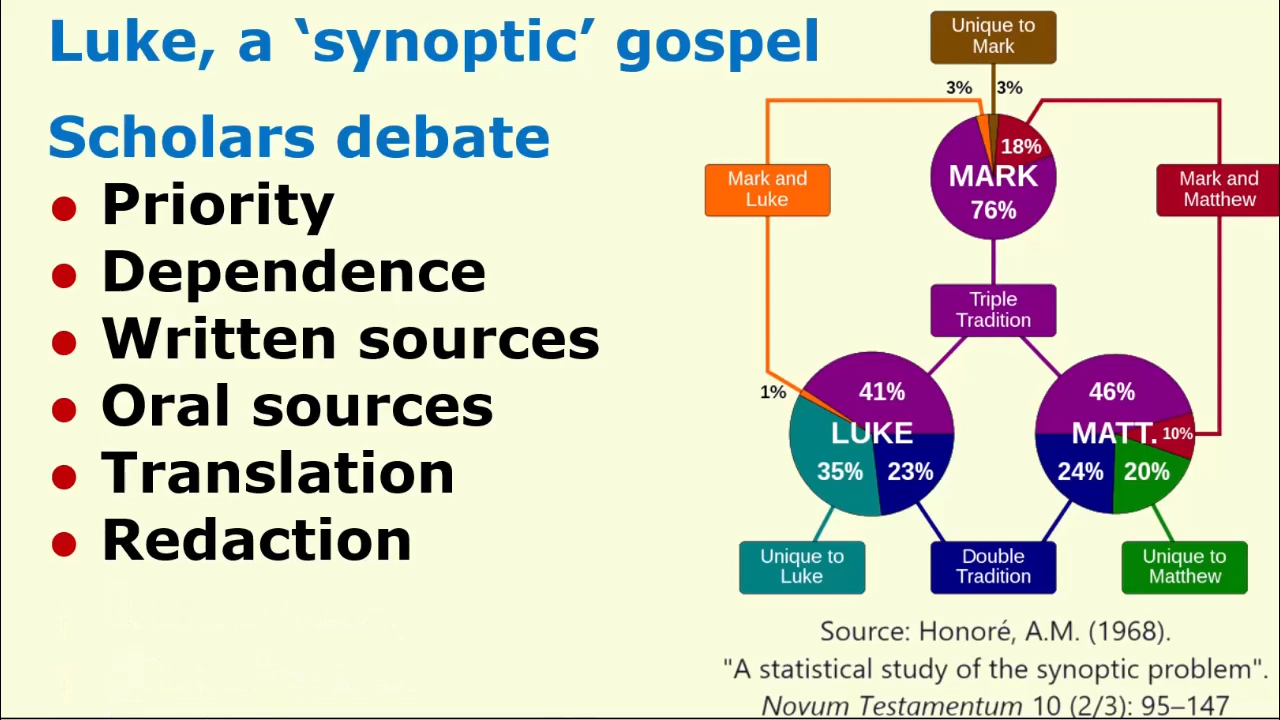 Luke, a ‘synoptic’ gospel
Scholars debate
● Priority
● Dependence
● Written sources
● Oral sources
● Translation
● Redaction
Unique to
Mark
3%
3%
18%
MARK
76%
Mark and
Luke
Mark and
Matthew
Triple
Tradition
1%
41%
LUKE
35%
23%
46%
MATT.
10%
24%
20%
Unique to
Luke
Double
Tradition
Unique to
Matthew
Source: Honoré, A.M. (1968).
"A statistical study of the synoptic problem".
Novum Testamentum 10 (2/3): 95–147